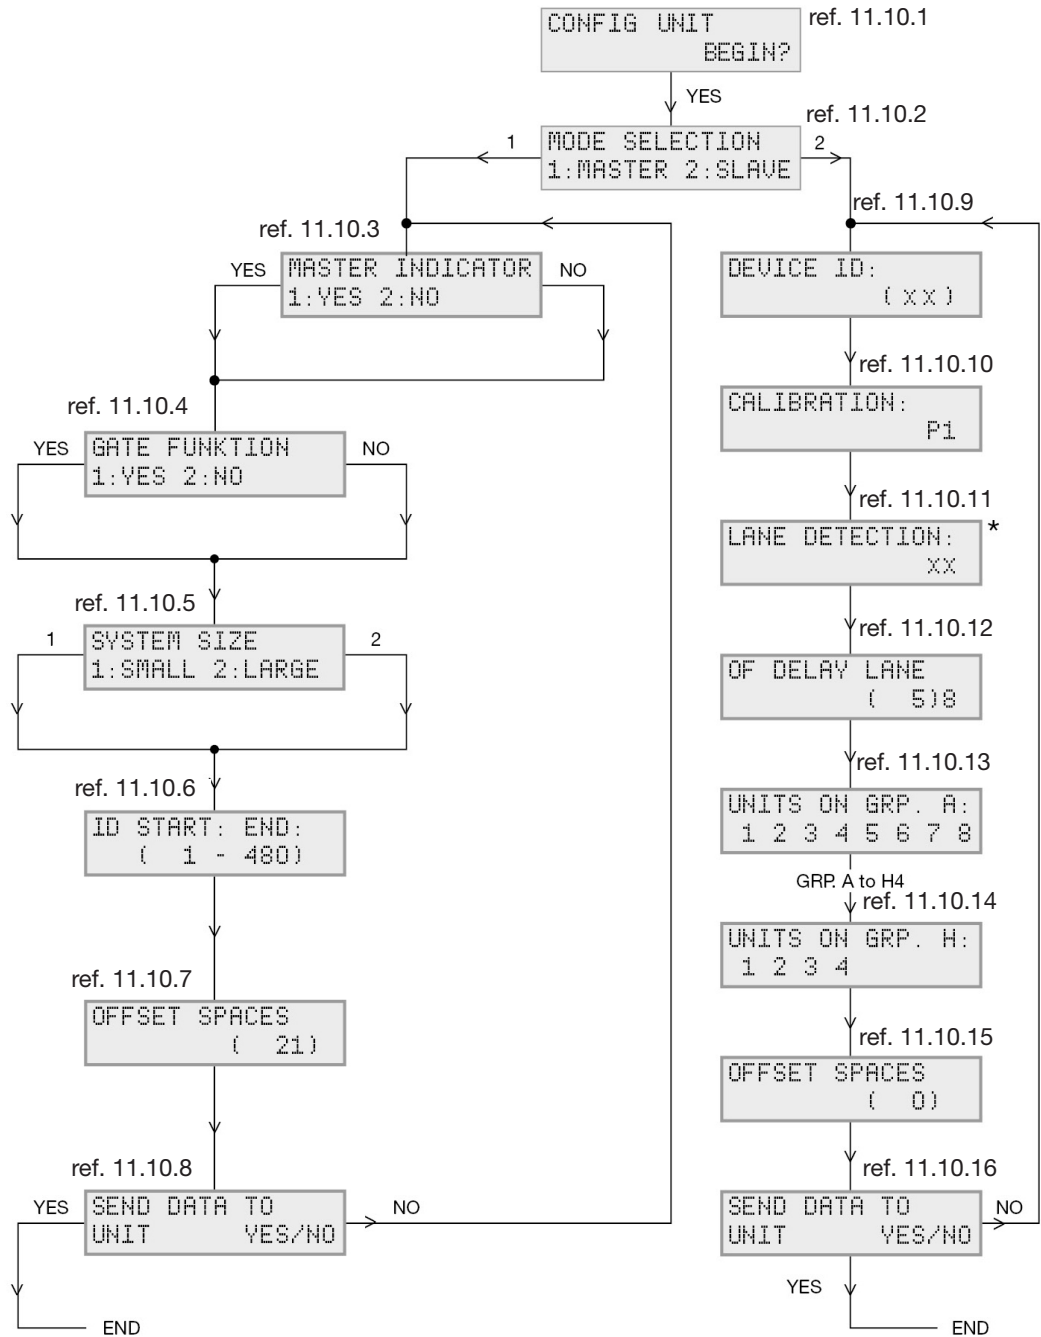 CONFIG UNIT
BEGIN?
ref. 11.10.1
YES
ref. 11.10.2
1
MODE SELECTION
1:MASTER 2:SLAVE
2
ref. 11.10.3
YES
MASTER INDICATOR
1:YES 2:NO
NO
ref. 11.10.4
YES
GATE FUNKTION
1:YES 2:NO
NO
ref. 11.10.5
1
SYSTEM SIZE
1:SMALL 2:LARGE
2
ref. 11.10.6
ID START: END:
( 1 - 480)
ref. 11.10.7
OFFSET SPACES
( 21)
ref. 11.10.8
YES
SEND DATA TO
UNIT YES/NO
NO
END
ref. 11.10.9
DEVICE ID:
(xx)
ref. 11.10.10
CALIBRATION:
P1
ref. 11.10.11
LANE DETECTION:
XX
*
ref. 11.10.12
OF DELAY LANE
( 5)8
ref. 11.10.13
UNITS ON GRP. A:
1 2 3 4 5 6 7 8
GRP. A to H4
ref. 11.10.14
UNITS ON GRP. H:
1 2 3 4
ref. 11.10.15
OFFSET SPACES
( 0)
ref. 11.10.16
SEND DATA TO
UNIT YES/NO
NO
YES
END